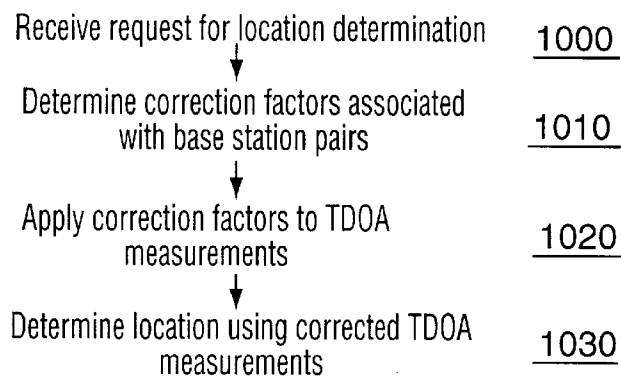 Receive request for location determination 1000
Determine correction factors associated
with base station pairs 1010
Apply correction factors to TDOA
measurements 1020
Determine location using corrected TDOA
measurements 1030